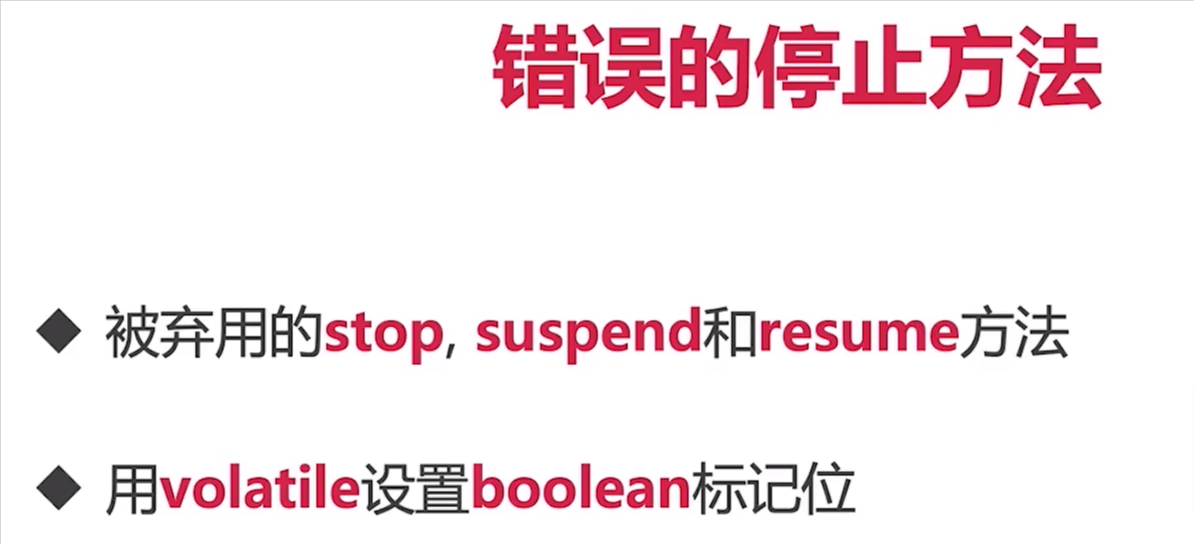 错误的停止方法
◆ 被弃用的stop, suspend和resume方法
◆ 用volatile设置boolean标记位